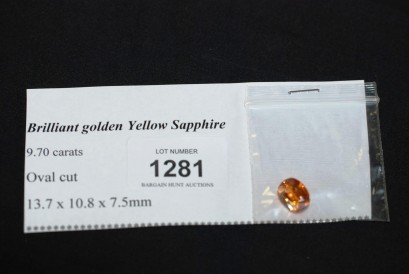 Brilliant golden Yellow Sapphire
9.70 carats
Oval cut
13.7 x 10.8 x 7.5mm
LOT NUMBER
1281
BARGAIN HUNT AUCTIONS